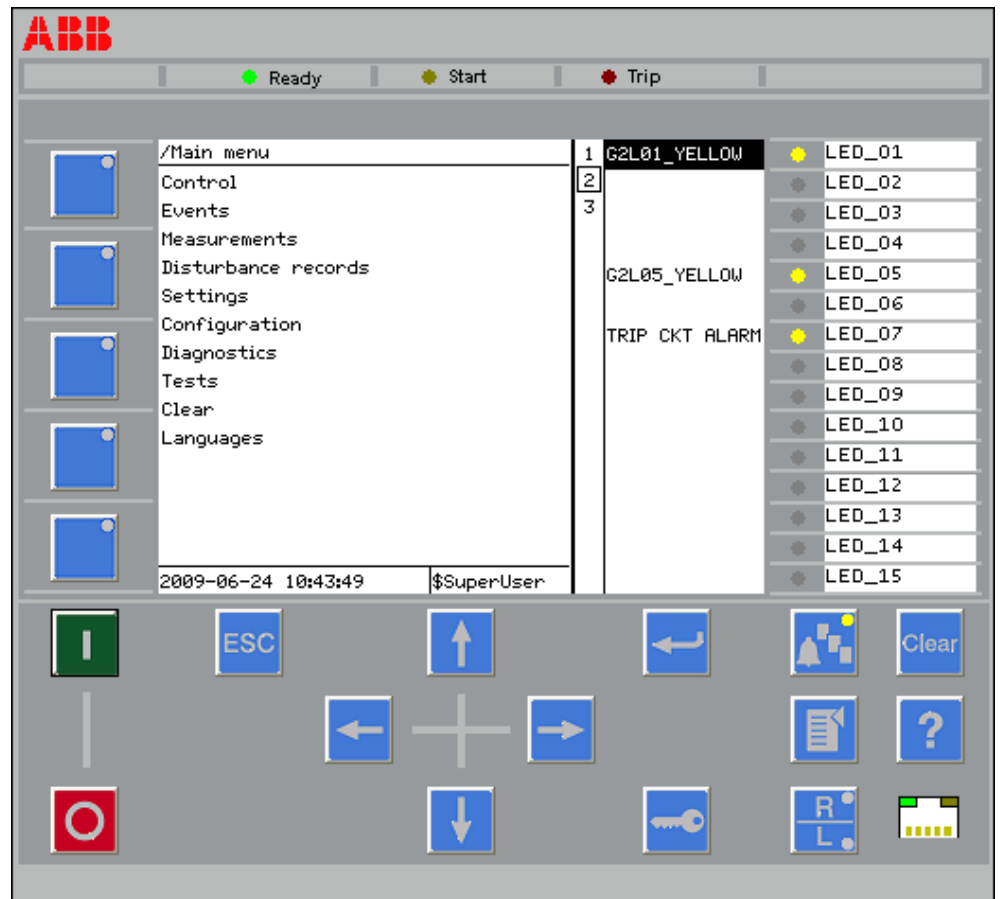 ABB
Ready Start Trip
/Main menu
Control
Events
Measurements
Disturbance records
Settings
Configuration
Diagnostics
Tests
Clear
Languages
2009-06-24 10:43:49 $SuperUser
1
2
3
G2L01_YELLOW
G2L05_YELLOW
TRIP CKT ALARM
LED_01
LED_02
LED_03
LED_04
LED_05
LED_06
LED_07
LED_08
LED_09
LED_10
LED_11
LED_12
LED_13
LED_14
LED_15
I
ESC
Clear
?
O
R
L